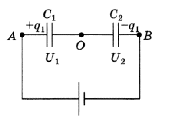 C₁ C₂
+q₁ −q₁
A O B
U₁ U₂